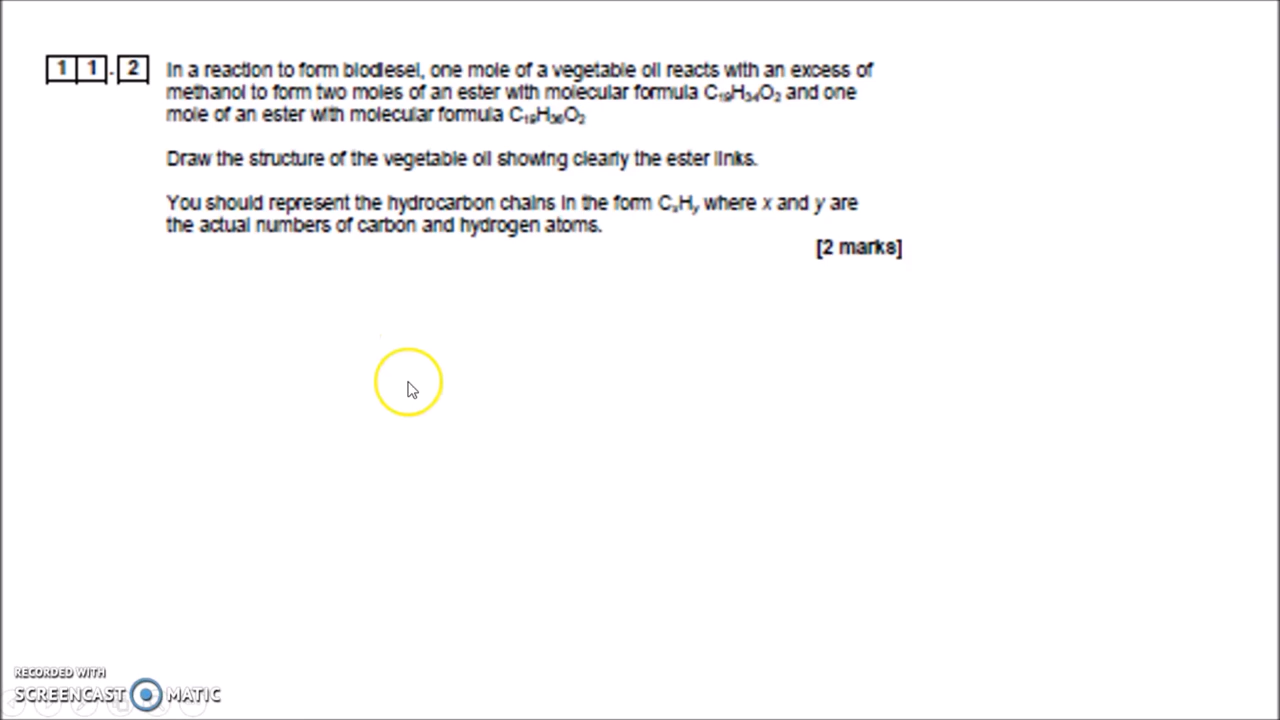 11.2 In a reaction to form biodiesel, one mole of a vegetable oil reacts with an excess of
methanol to form two moles of an ester with molecular formula C₁₉H₃₄O₂ and one
mole of an ester with molecular formula C₁₉H₃₆O₂
Draw the structure of the vegetable oil showing clearly the ester links.
You should represent the hydrocarbon chains in the form CₓHᵧ where x and y are
the actual numbers of carbon and hydrogen atoms.
[2 marks]
RECORDED WITH
SCREENCAST MATIC